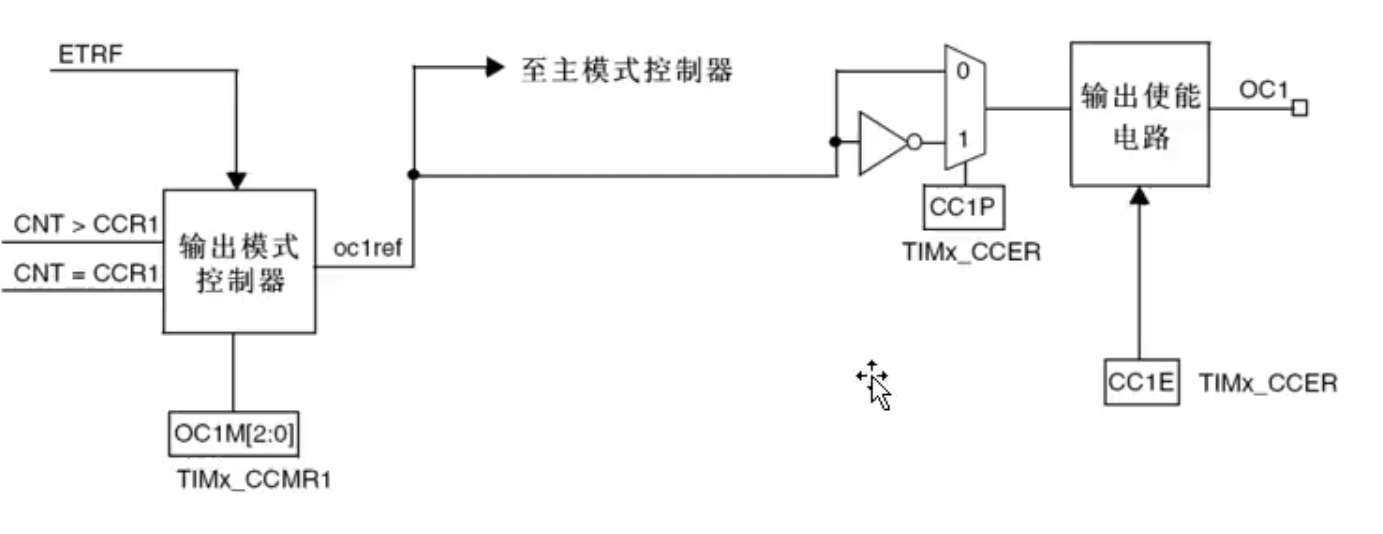 ETRF
至主模式控制器
0
1
输出使能
电路
OC1
CNT > CCR1
CNT = CCR1
输出模式
控制器
oc1ref
CC1P
TIMx_CCER
CC1E
TIMx_CCER
OC1M[2:0]
TIMx_CCMR1